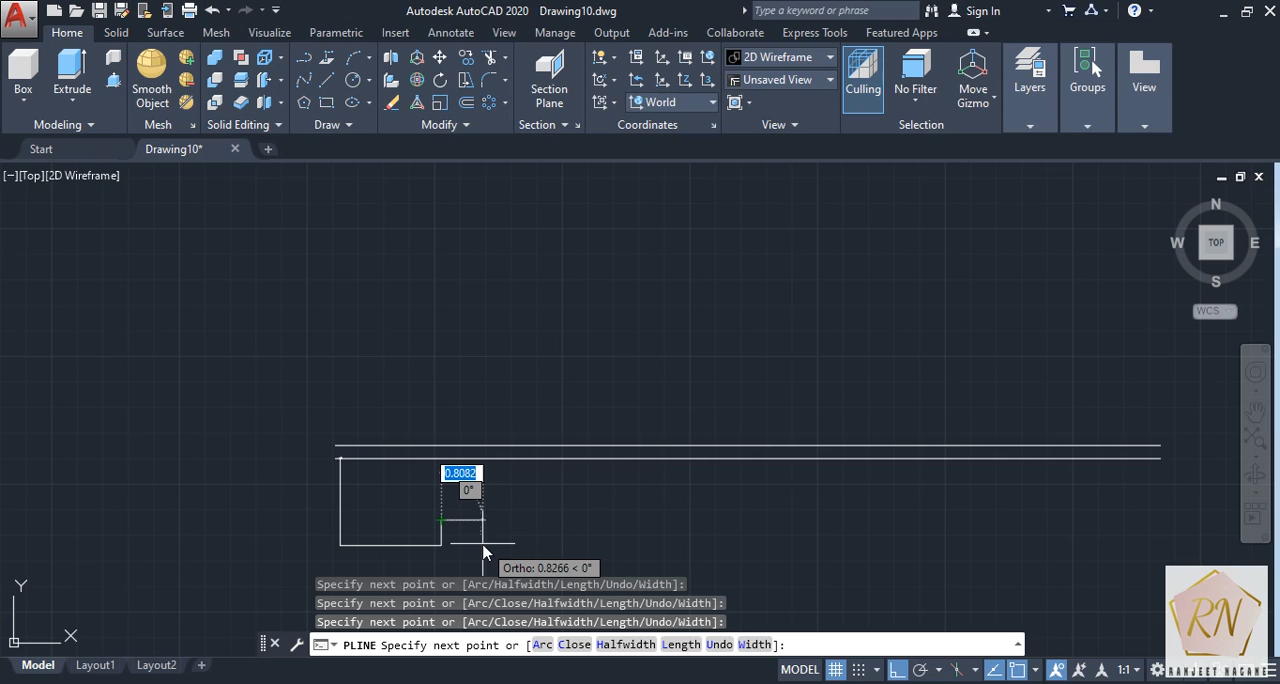 Autodesk AutoCAD 2020 Drawing10.dwg
Type a keyword or phrase
Sign In
Home Solid Surface Mesh Visualize Parametric Insert Annotate View Manage Output Add-ins Collaborate Express Tools Featured Apps
Box Extrude Smooth Object Section Plane
2D Wireframe
Unsaved View
World
Culling No Filter Move Gizmo Layers Groups View
Modeling Mesh Solid Editing Draw Modify Section Coordinates View Selection
Start Drawing10*
[−][Top][2D Wireframe]
N
W TOP E
S
WCS
0.8082
0°
Ortho: 0.8266 < 0°
Specify next point or [Arc/Halfwidth/Length/Undo/Width]:
Specify next point or [Arc/Close/Halfwidth/Length/Undo/Width]:
Specify next point or [Arc/Close/Halfwidth/Length/Undo/Width]:
PLINE Specify next point or [Arc Close Halfwidth Length Undo Width]:
Y
X
RN
RANJEET NAGANE
Model Layout1 Layout2 +
MODEL 1:1